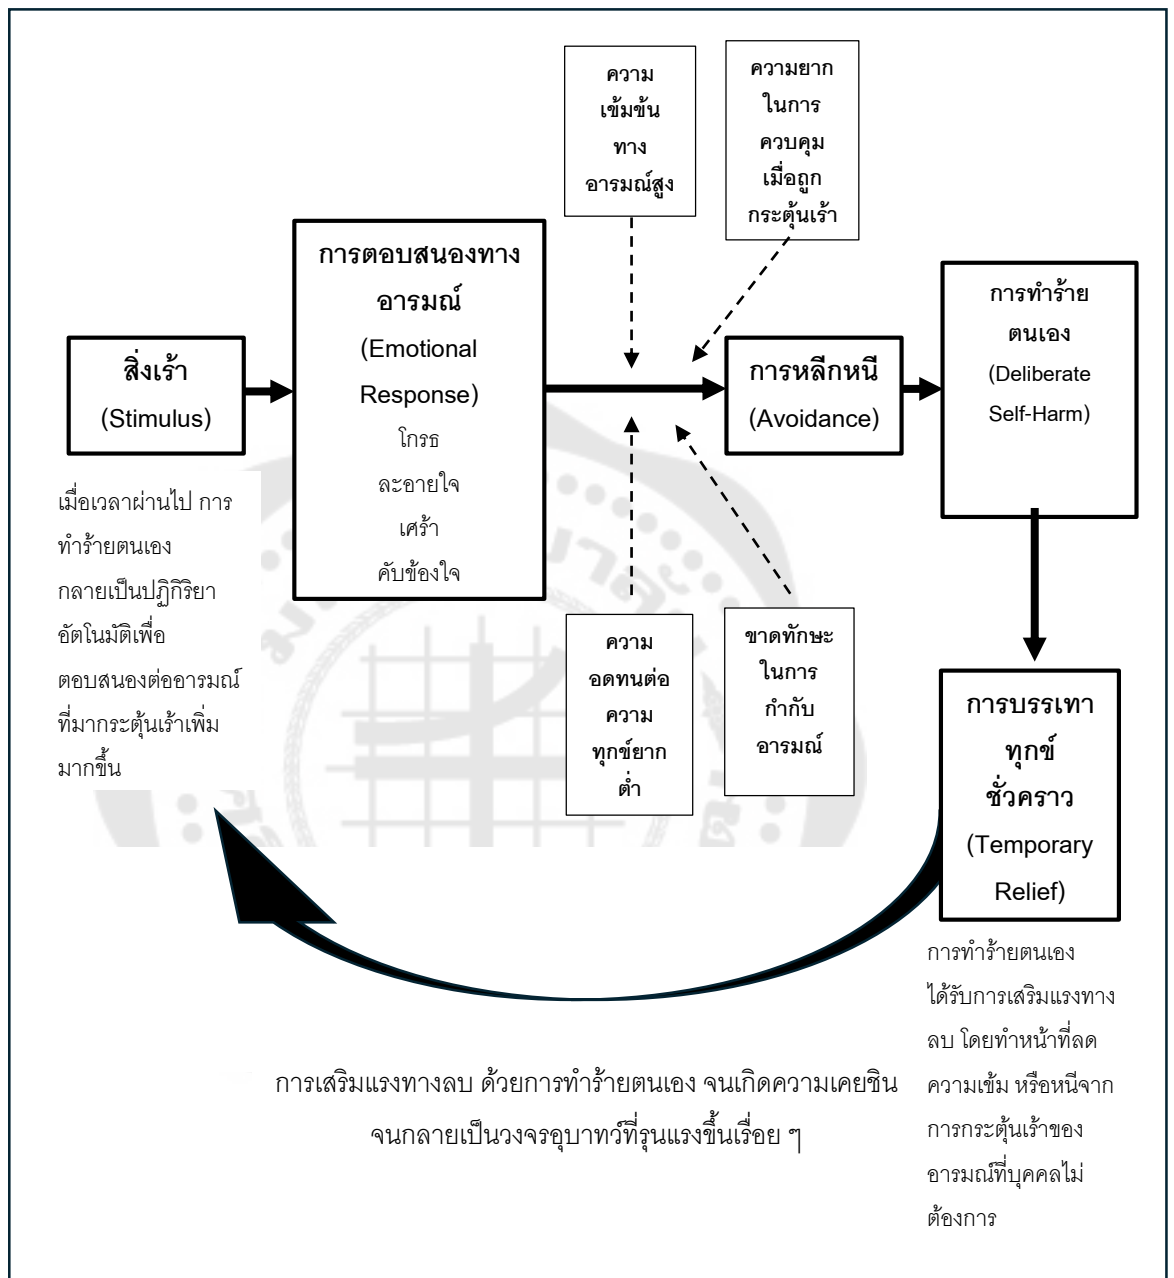 ความ
เข้มข้น
ทาง
อารมณ์สูง
ความยาก
ในการ
ควบคุม
เมื่อถูก
กระตุ้นเร้า
สิ่งเร้า
(Stimulus)
การตอบสนองทาง
อารมณ์
(Emotional
Response)
โกรธ
ละอายใจ
เศร้า
คับข้องใจ
การหลีกหนี
(Avoidance)
การทำร้าย
ตนเอง
(Deliberate
Self-Harm)
เมื่อเวลาผ่านไป การ
ทำร้ายตนเอง
กลายเป็นปฏิกิริยา
อัตโนมัติเพื่อ
ตอบสนองต่ออารมณ์
ที่มากระตุ้นเร้าเพิ่ม
มากขึ้น
ความ
อดทนต่อ
ความ
ทุกข์ยาก
ต่ำ
ขาดทักษะ
ในการ
กำกับ
อารมณ์
การบรรเทา
ทุกข์
ชั่วคราว
(Temporary
Relief)
การทำร้ายตนเอง
ได้รับการเสริมแรงทาง
ลบ โดยทำหน้าที่ลด
ความเข้ม หรือหนีจาก
การกระตุ้นเร้าของ
อารมณ์ที่บุคคลไม่
ต้องการ
การเสริมแรงทางลบ ด้วยการทำร้ายตนเอง จนเกิดความเคยชิน
จนกลายเป็นวงจรอุบาทว์ที่รุนแรงขึ้นเรื่อย ๆ